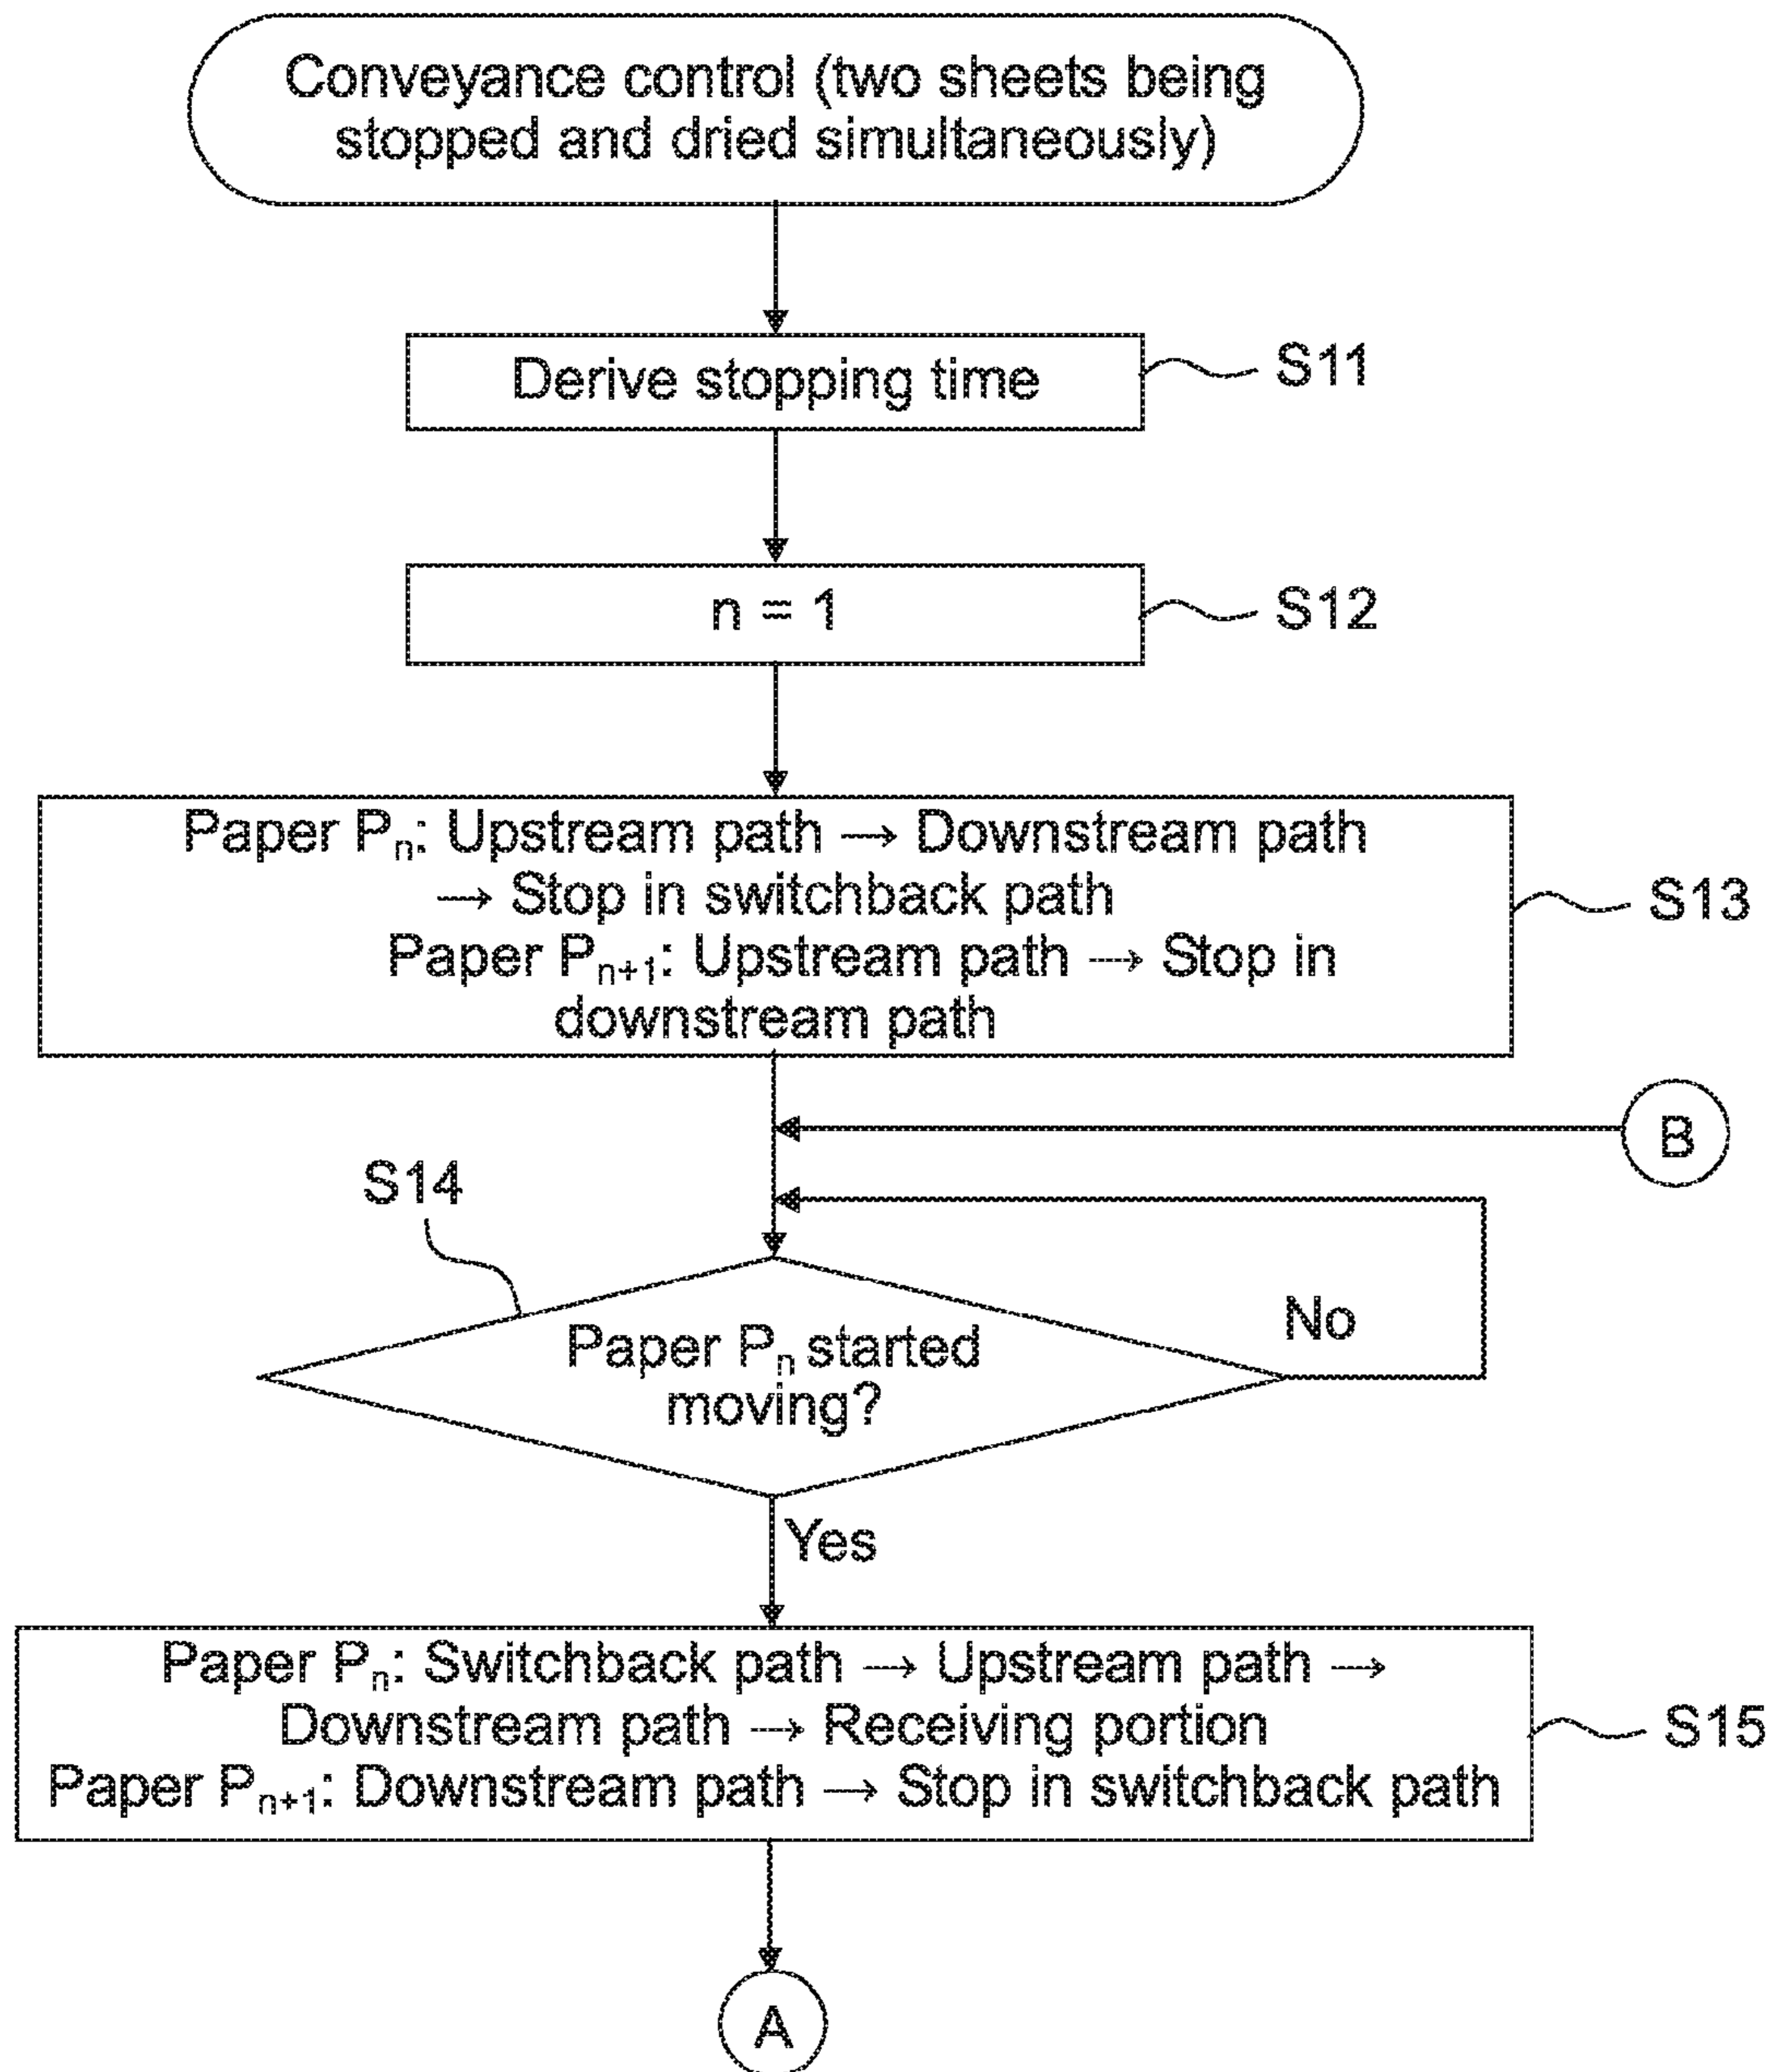 Conveyance control (two sheets being
stopped and dried simultaneously)
Derive stopping time
S11
n = 1
S12
Paper Pn: Upstream path → Downstream path
→ Stop in switchback path
Paper Pn+1: Upstream path → Stop in
downstream path
S13
B
S14
Paper Pn started
moving?
No
Yes
Paper Pn: Switchback path → Upstream path →
Downstream path → Receiving portion
Paper Pn+1: Downstream path → Stop in switchback path
S15
A